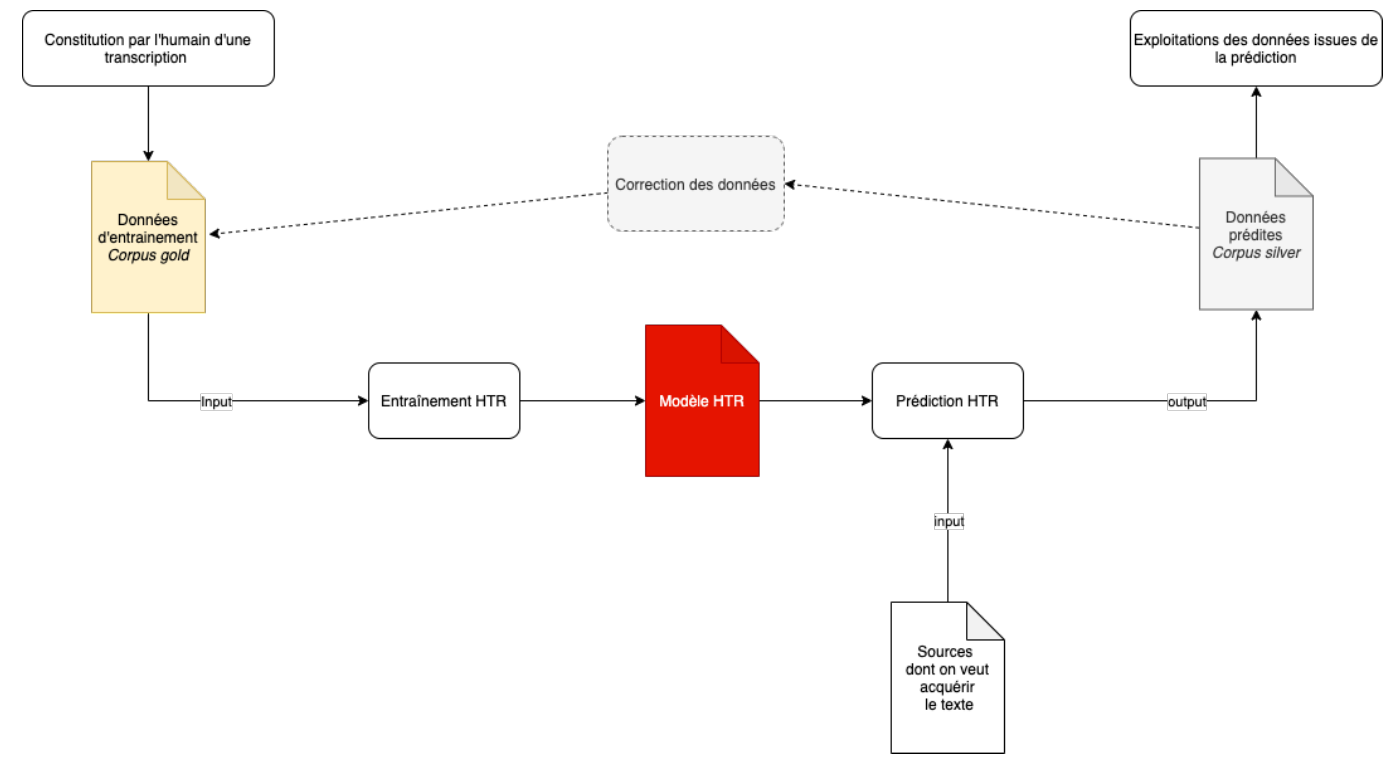 Constitution par l'humain d'une
transcription
Exploitations des données issues de
la prédiction
Correction des données
Données
d'entrainement
Corpus gold
Données
prédites
Corpus silver
Input
Entraînement HTR
Modèle HTR
Prédiction HTR
output
input
Sources
dont on veut
acquérir
le texte